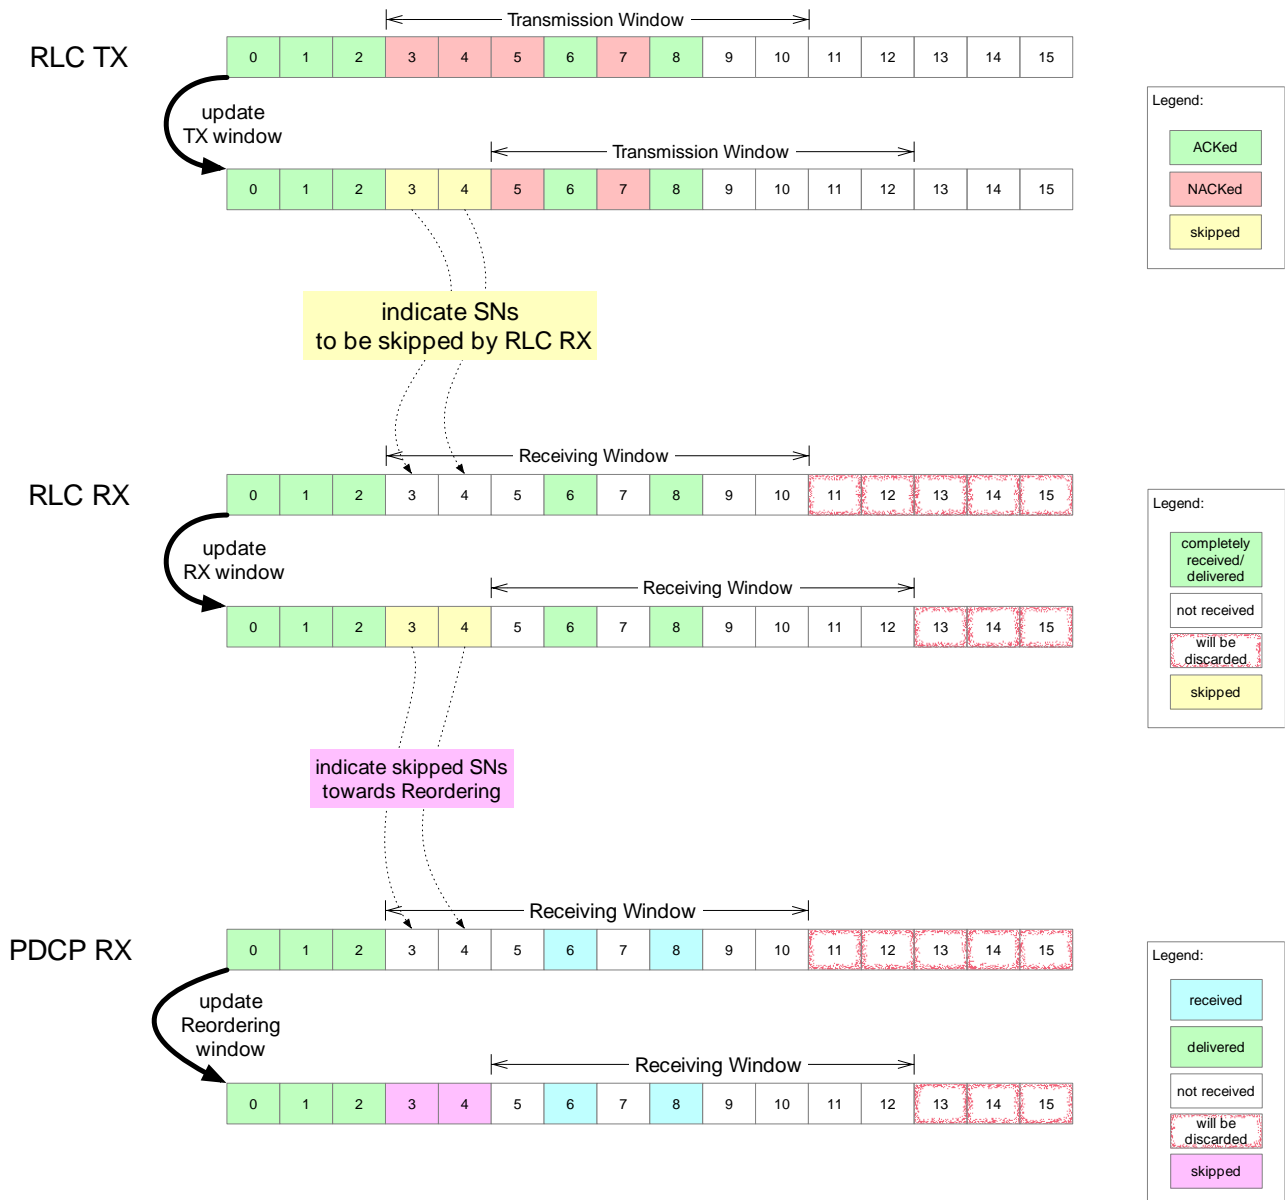 Transmission Window
RLC TX
0 1 2 3 4 5 6 7 8 9 10 11 12 13 14 15
update
TX window
Transmission Window
0 1 2 3 4 5 6 7 8 9 10 11 12 13 14 15
Legend:
ACKed
NACKed
skipped
indicate SNs
to be skipped by RLC RX
Receiving Window
RLC RX
0 1 2 3 4 5 6 7 8 9 10 11 12 13 14 15
update
RX window
Receiving Window
0 1 2 3 4 5 6 7 8 9 10 11 12 13 14 15
Legend:
completely
received/
delivered
not received
will be
discarded
skipped
indicate skipped SNs
towards Reordering
Receiving Window
PDCP RX
0 1 2 3 4 5 6 7 8 9 10 11 12 13 14 15
update
Reordering
window
Receiving Window
0 1 2 3 4 5 6 7 8 9 10 11 12 13 14 15
Legend:
received
delivered
not received
will be
discarded
skipped